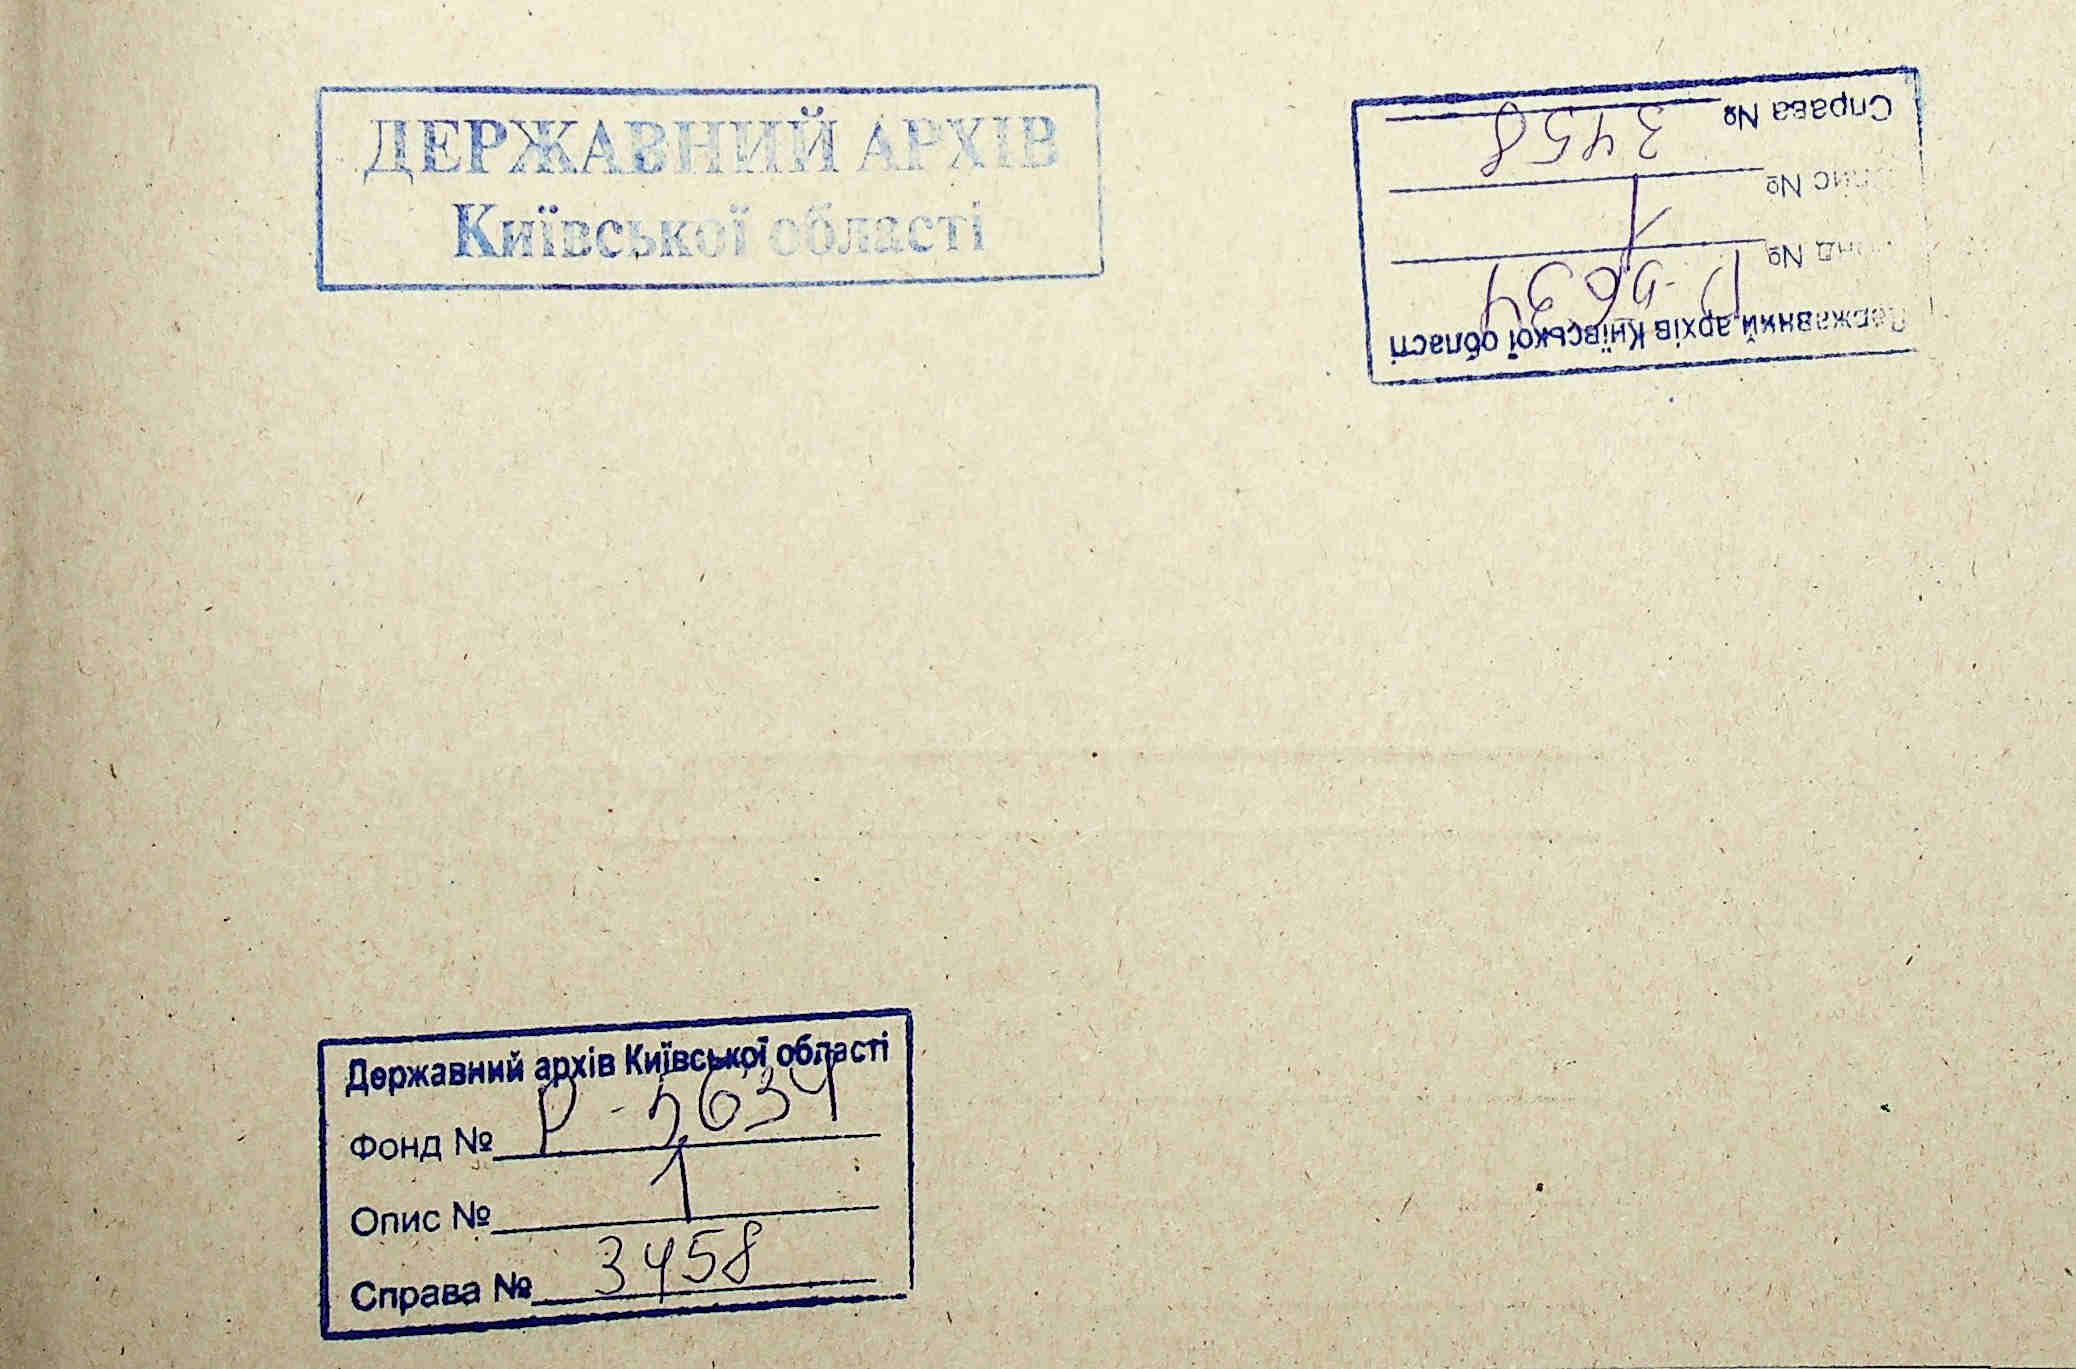 ДЕРЖАВНИЙ АРХІВ
Київської області
Державний архів Київської області
Фонд № Р-5634
Опис № 1
Справа № 3458
Державний архів Київської області
Фонд № Р-5634
Опис № 1
Справа № 3458